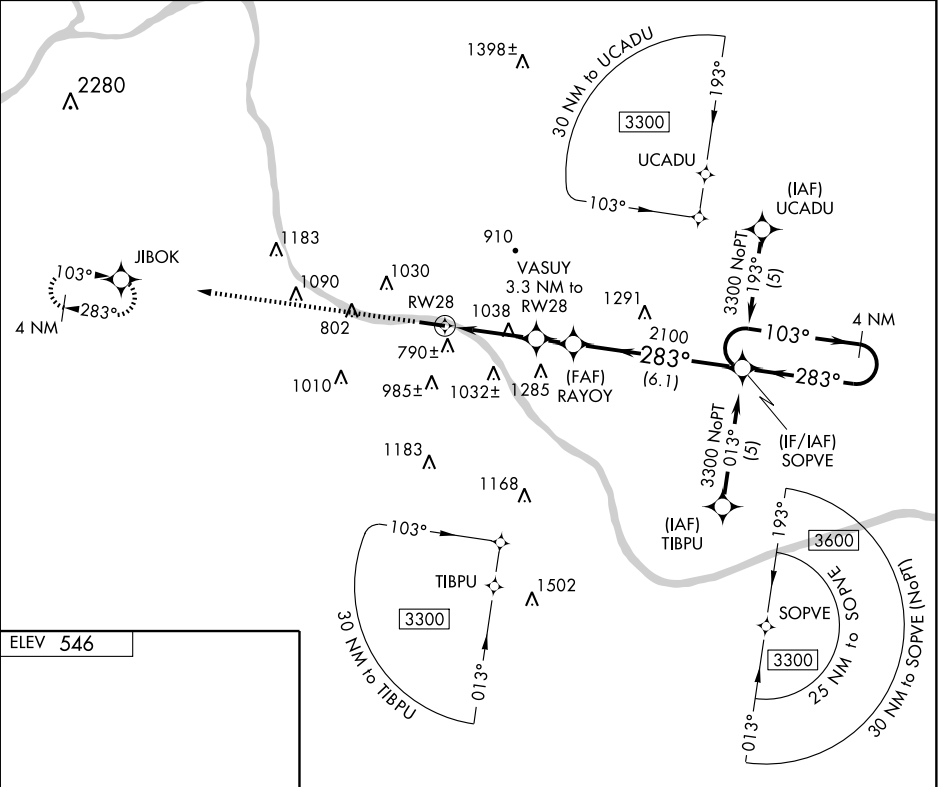 1398±
2280
30 NM to UCADU
193°
3300
UCADU
103°
(IAF)
UCADU
3300 NoPT
193°
(5)
JIBOK
103°
283°
4 NM
1183
1090
802
1030
910
VASUY
3.3 NM to
RW28
RW28
1038
1291
2100
283°
(6.1)
103°
4 NM
283°
790±
985±
1010
1032±
1285
(FAF)
RAYOY
(IF/IAF)
SOPVE
3300 NoPT
013°
(5)
(IAF)
TIBPU
1183
1168
1502
103°
TIBPU
3300
013°
30 NM to TIBPU
193°
3600
SOPVE
3300
013°
25 NM to SOPVE
30 NM to SOPVE (NoPT)
ELEV 546